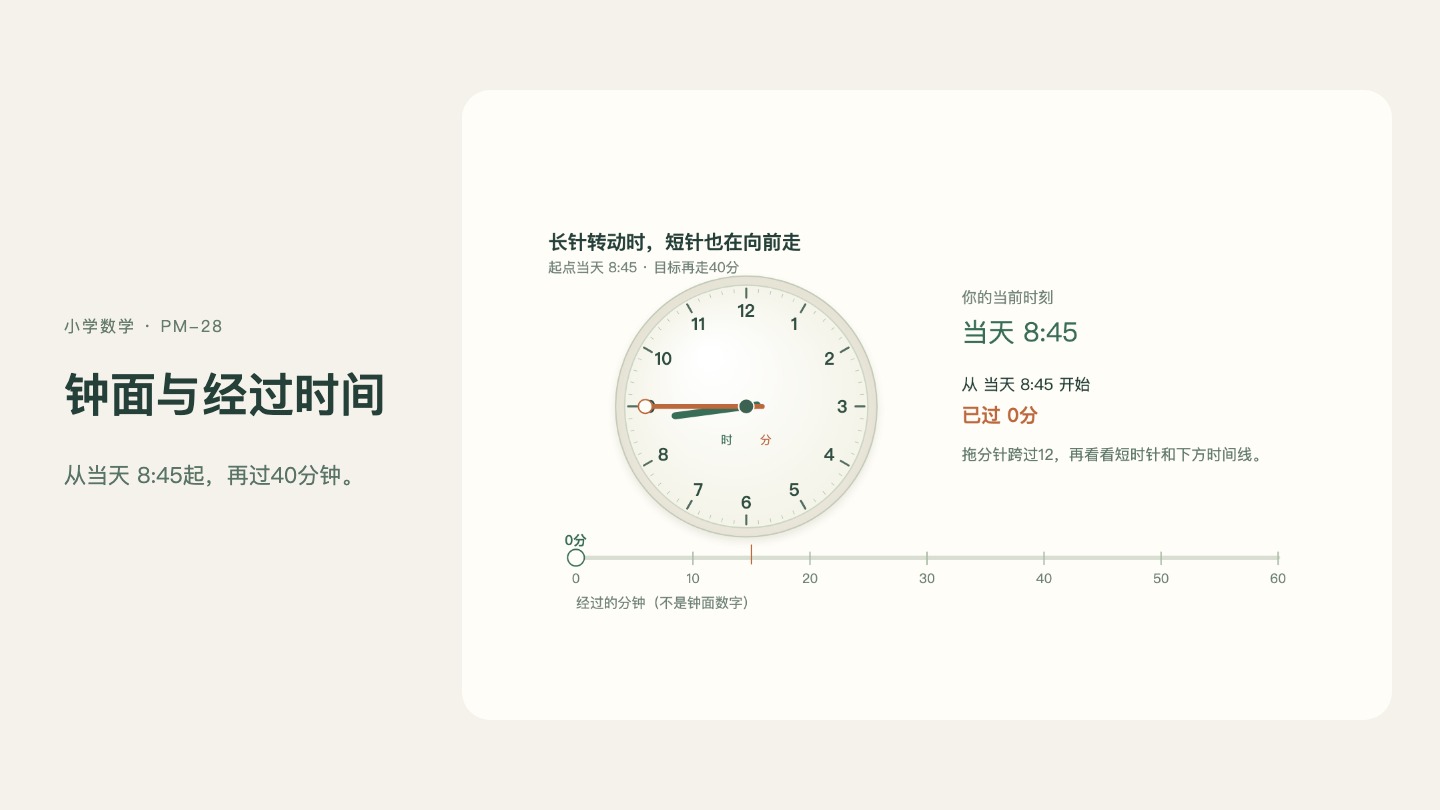 小学数学 · PM–28
钟面与经过时间
从当天 8:45起，再过40分钟。
长针转动时，短针也在向前走
起点当天 8:45 · 目标再走40分
12
11
1
10
2
3
8
4
7
5
6
时
分
你的当前时刻
当天 8:45
从 当天 8:45 开始
已过 0分
拖分针跨过12，再看看短时针和下方时间线。
0分
0
10
20
30
40
50
60
经过的分钟（不是钟面数字）